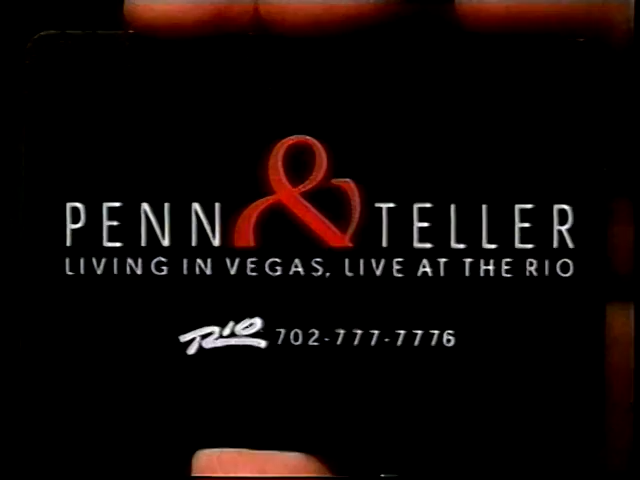 PENN & TELLER
LIVING IN VEGAS, LIVE AT THE RIO
RIO 702-777-7776